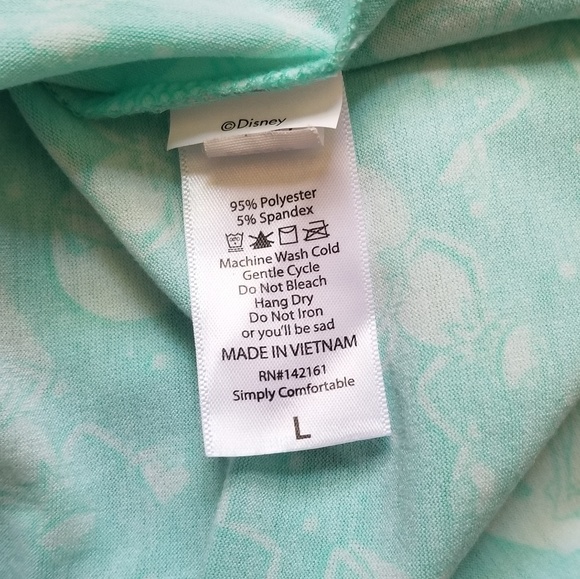 ©Disney
95% Polyester
5% Spandex
Machine Wash Cold
Gentle Cycle
Do Not Bleach
Hang Dry
Do Not Iron
or you'll be sad
MADE IN VIETNAM
RN#142161
Simply Comfortable
L